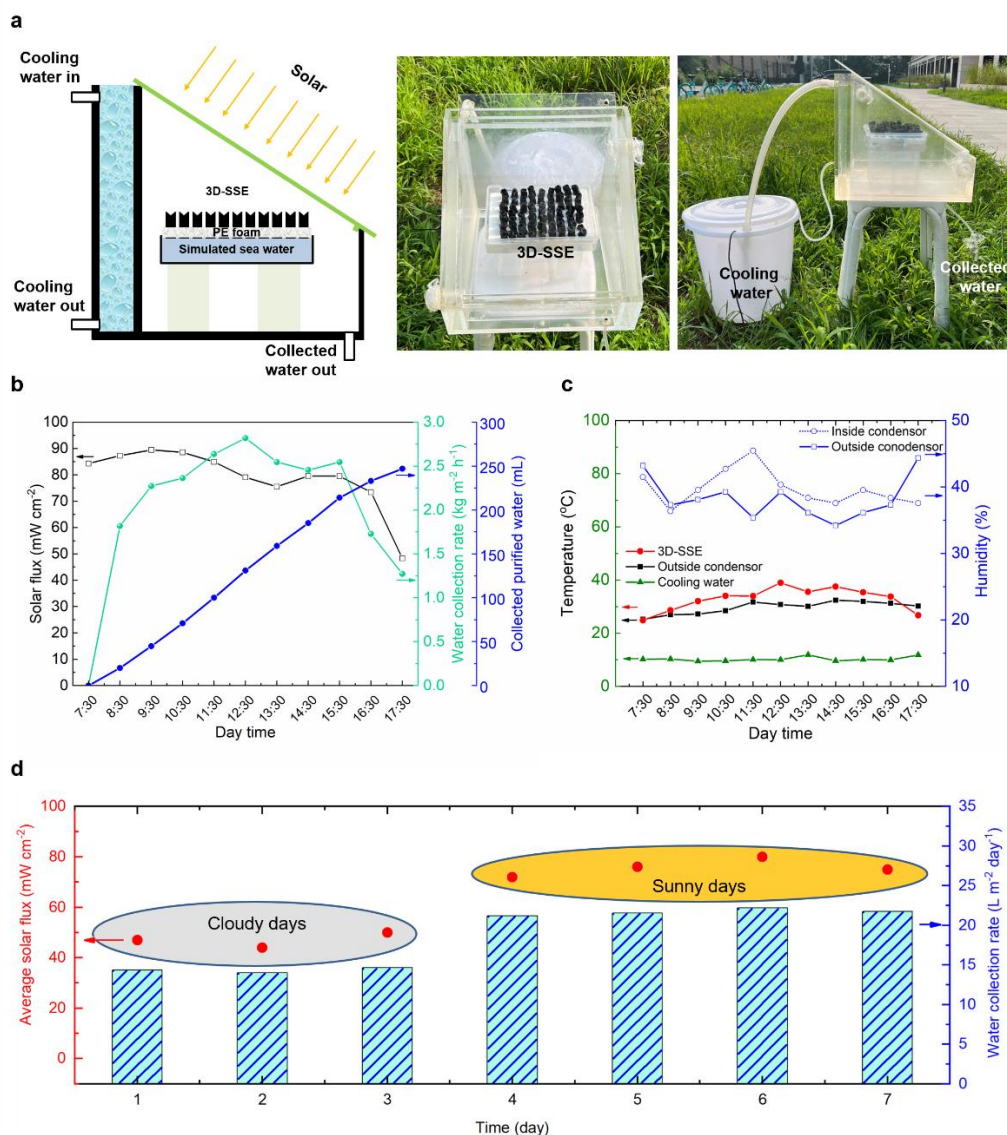 a
Cooling
water in
Solar
3D-SSE
PE foam
Simulated sea water
Cooling
water out
Collected
water out
3D-SSE
Cooling
water
Collected
water
b
100
90
80
70
60
50
40
30
20
10
0
Solar flux (mW cm-2)
3.0
2.5
2.0
1.5
1.0
0.5
0.0
Water collection rate (kg m-2 h-1)
300
250
200
150
100
50
0
Collected purified water (mL)
7:30
8:30
9:30
10:30
11:30
12:30
13:30
14:30
15:30
16:30
17:30
Day time
c
100
80
60
40
20
0
Temperature (oC)
Inside condensor
Outside conodensor
3D-SSE
Outside condensor
Cooling water
50
40
30
20
10
Humidity (%)
7:30
8:30
9:30
10:30
11:30
12:30
13:30
14:30
15:30
16:30
17:30
Day time
d
100
80
60
40
20
0
Average solar flux (mW cm-2)
Cloudy days
Sunny days
35
30
25
20
15
10
5
0
Water collection rate (L m-2 day-1)
1
2
3
4
5
6
7
Time (day)